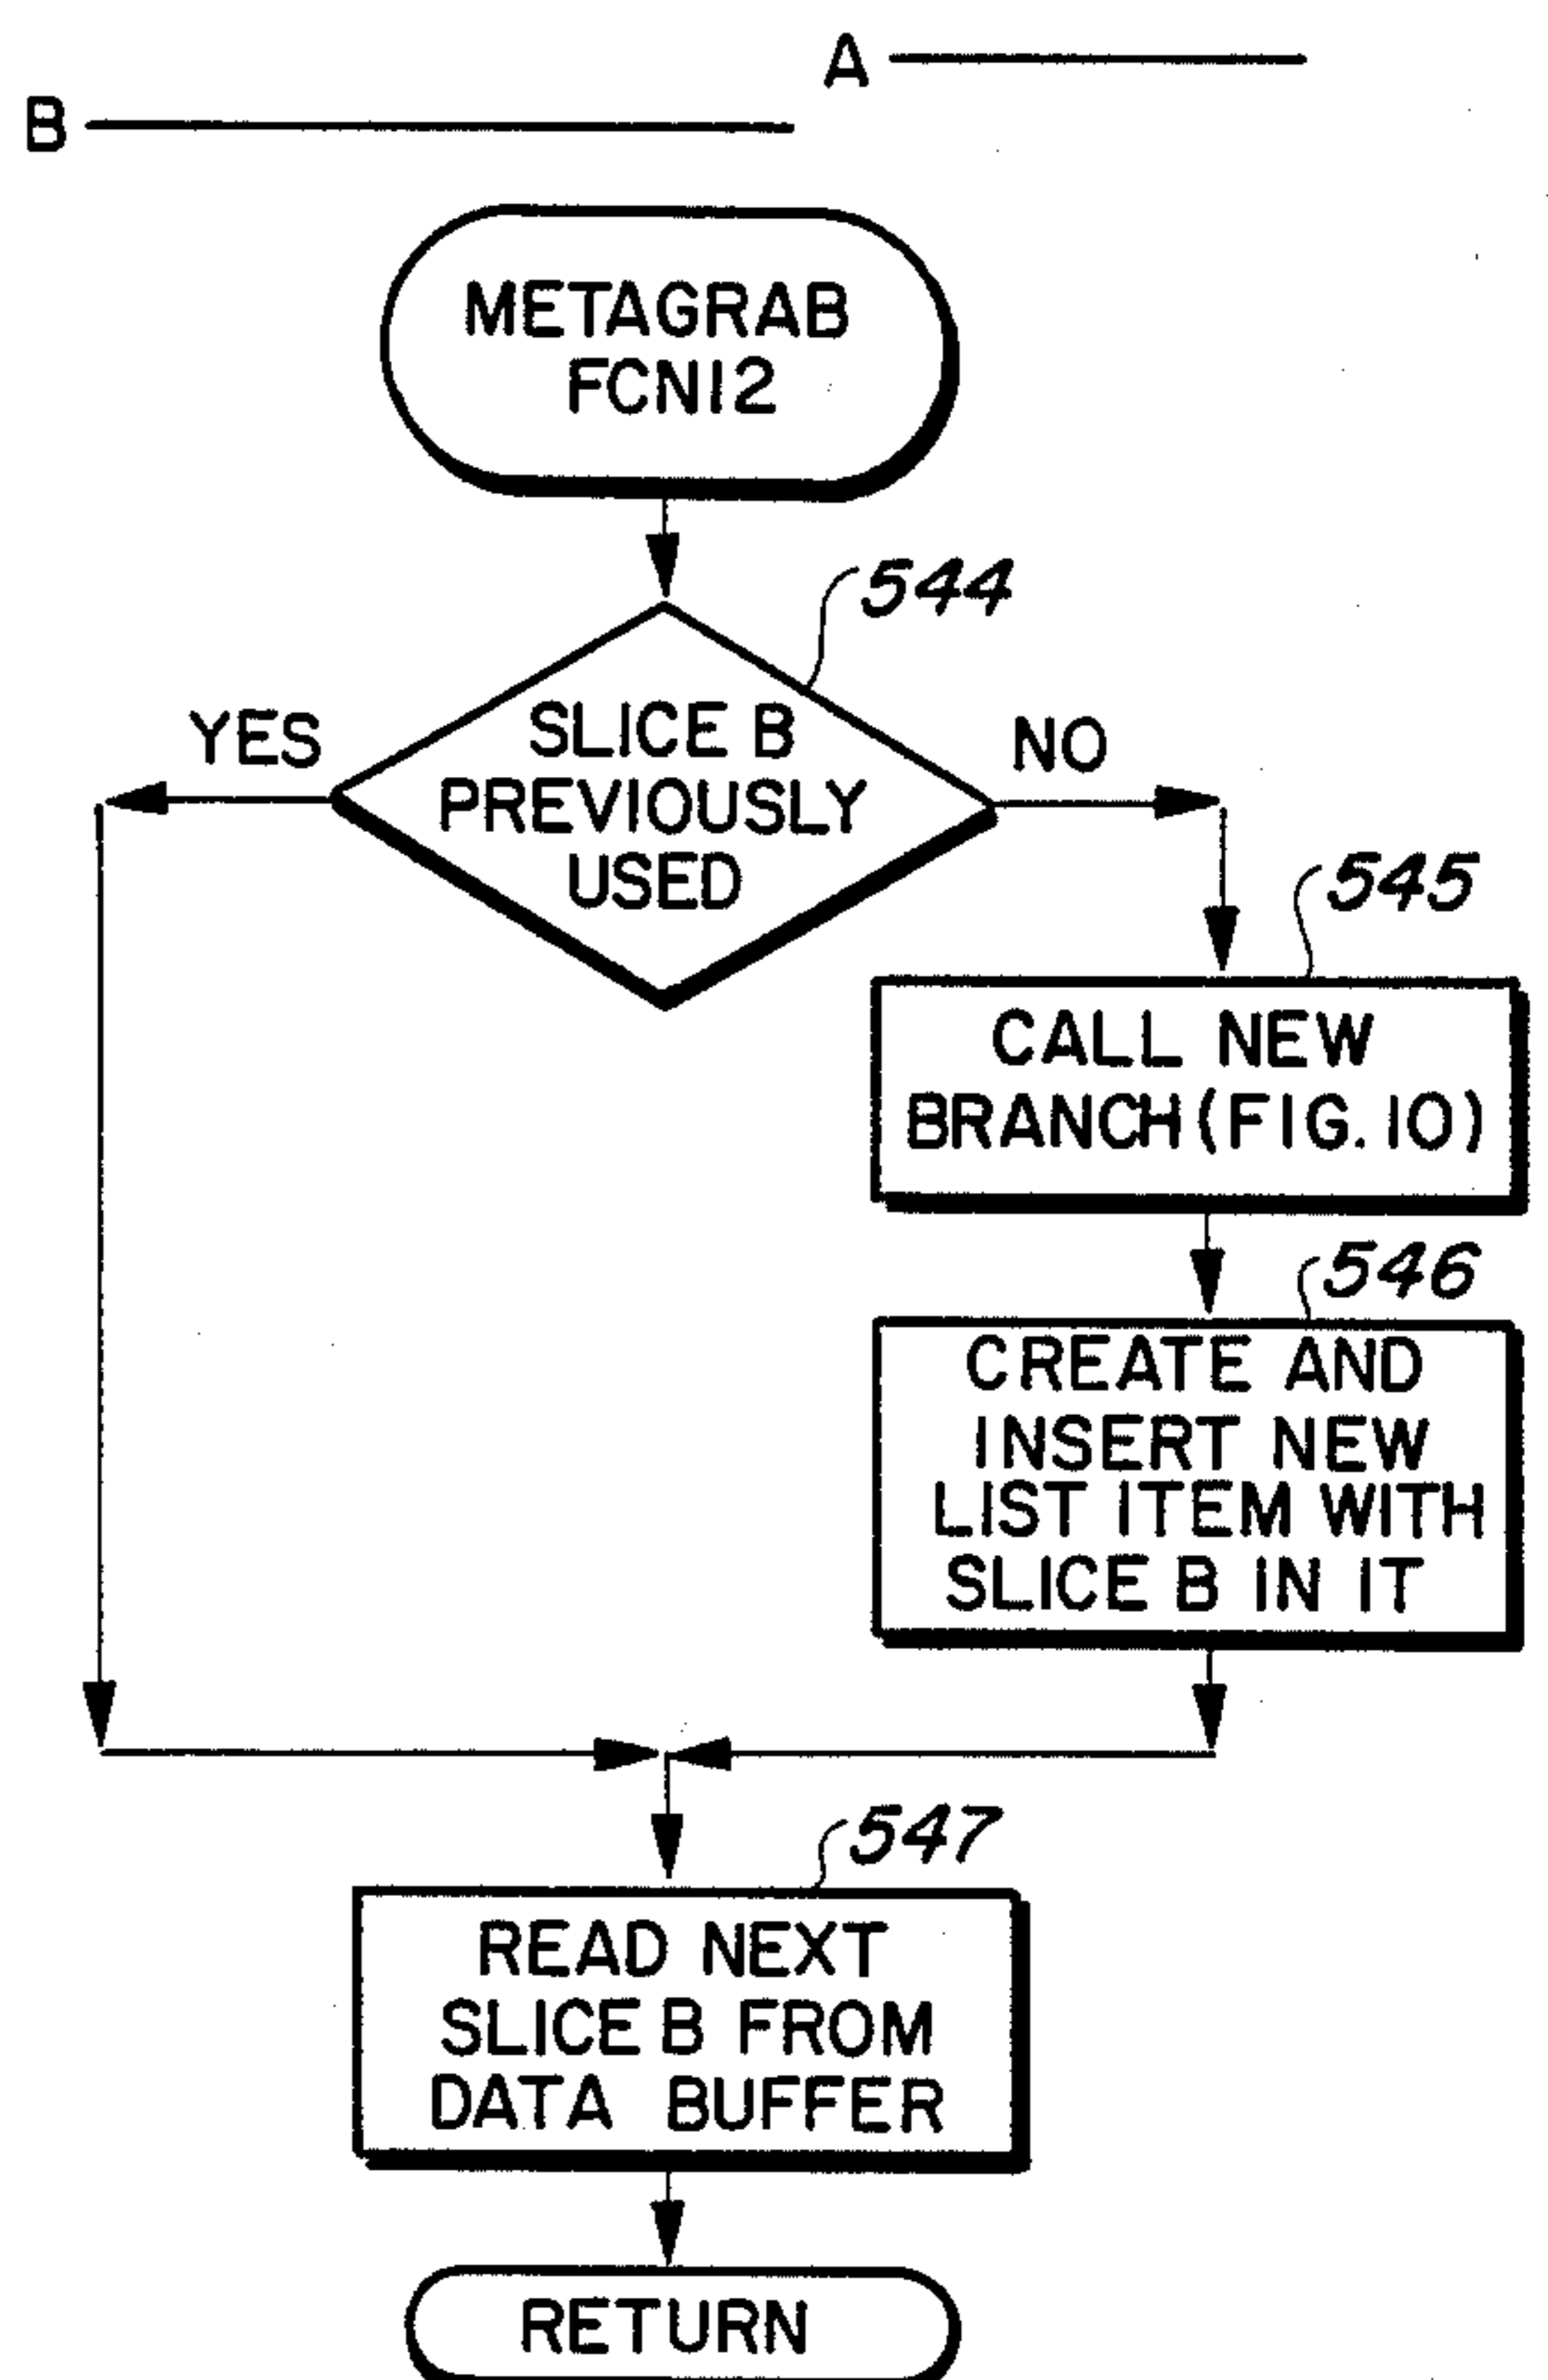 A
B
METAGRAB
FCN12
544
SLICE B
PREVIOUSLY
USED
YES
NO
545
CALL NEW
BRANCH (FIG. 10)
546
CREATE AND
INSERT NEW
LIST ITEM WITH
SLICE B IN IT
547
READ NEXT
SLICE B FROM
DATA BUFFER
RETURN